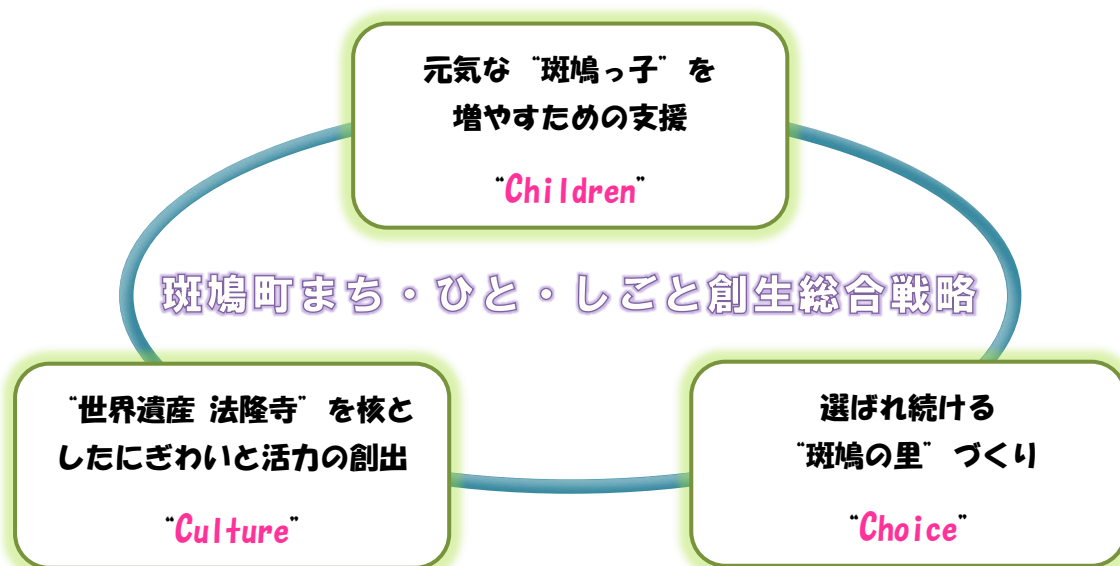 元気な“斑鳩っ子”を
増やすための支援
“Children”
斑鳩町まち・ひと・しごと創生総合戦略
“世界遺産 法隆寺”を核と
したにぎわいと活力の創出
“Culture”
選ばれ続ける
“斑鳩の里”づくり
“Choice”